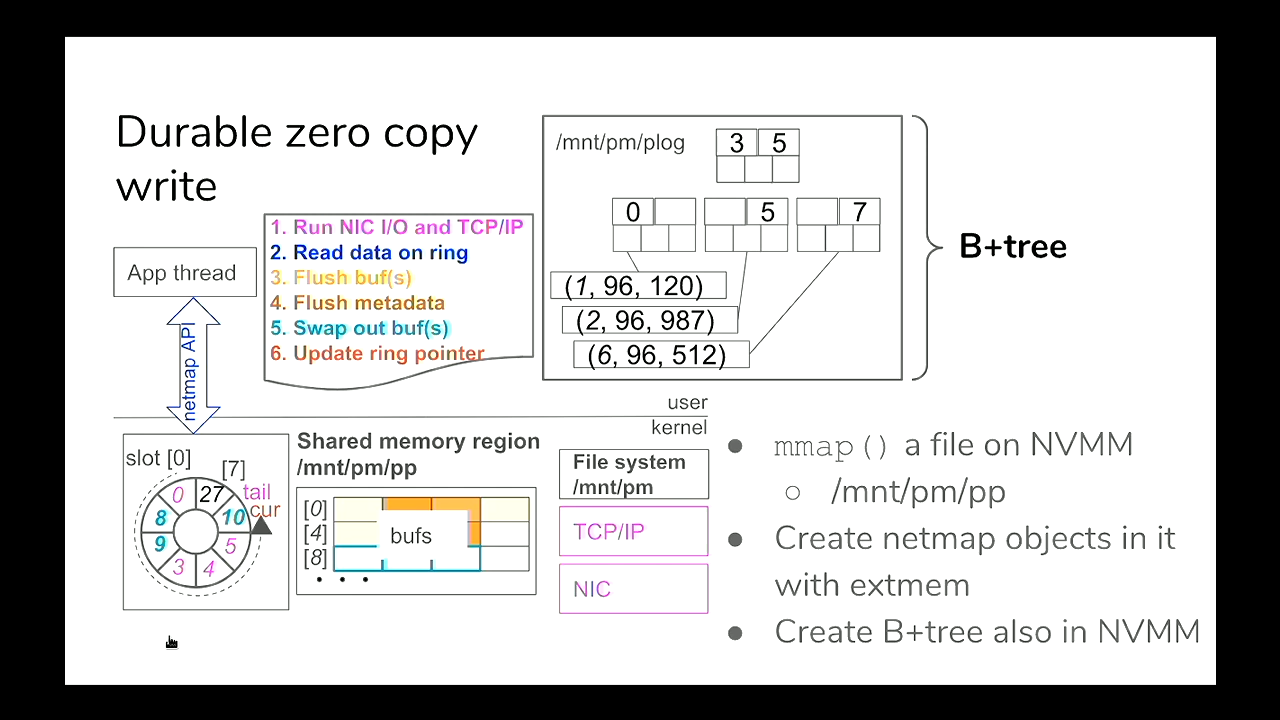 Durable zero copy
write
1. Run NIC I/O and TCP/IP
2. Read data on ring
3. Flush buf(s)
4. Flush metadata
5. Swap out buf(s)
6. Update ring pointer
App thread
netmap API
/mnt/pm/plog
3 5
0 5 7
(1, 96, 120)
(2, 96, 987)
(6, 96, 512)
B+tree
user
kernel
slot [0]
[7]
tail
cur
0 27
8 10
9 5
3 4
Shared memory region
/mnt/pm/pp
[0]
[4]
[8]
bufs
. . .
File system
/mnt/pm
TCP/IP
NIC
● mmap() a file on NVMM
○ /mnt/pm/pp
● Create netmap objects in it
with extmem
● Create B+tree also in NVMM